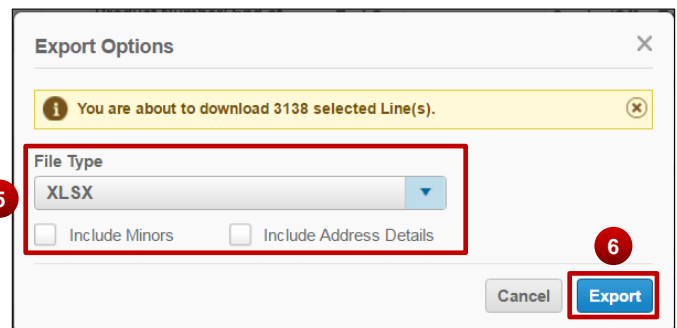 Export Options
You are about to download 3138 selected Line(s).
File Type
5
XLSX
Include Minors Include Address Details
6
Cancel Export